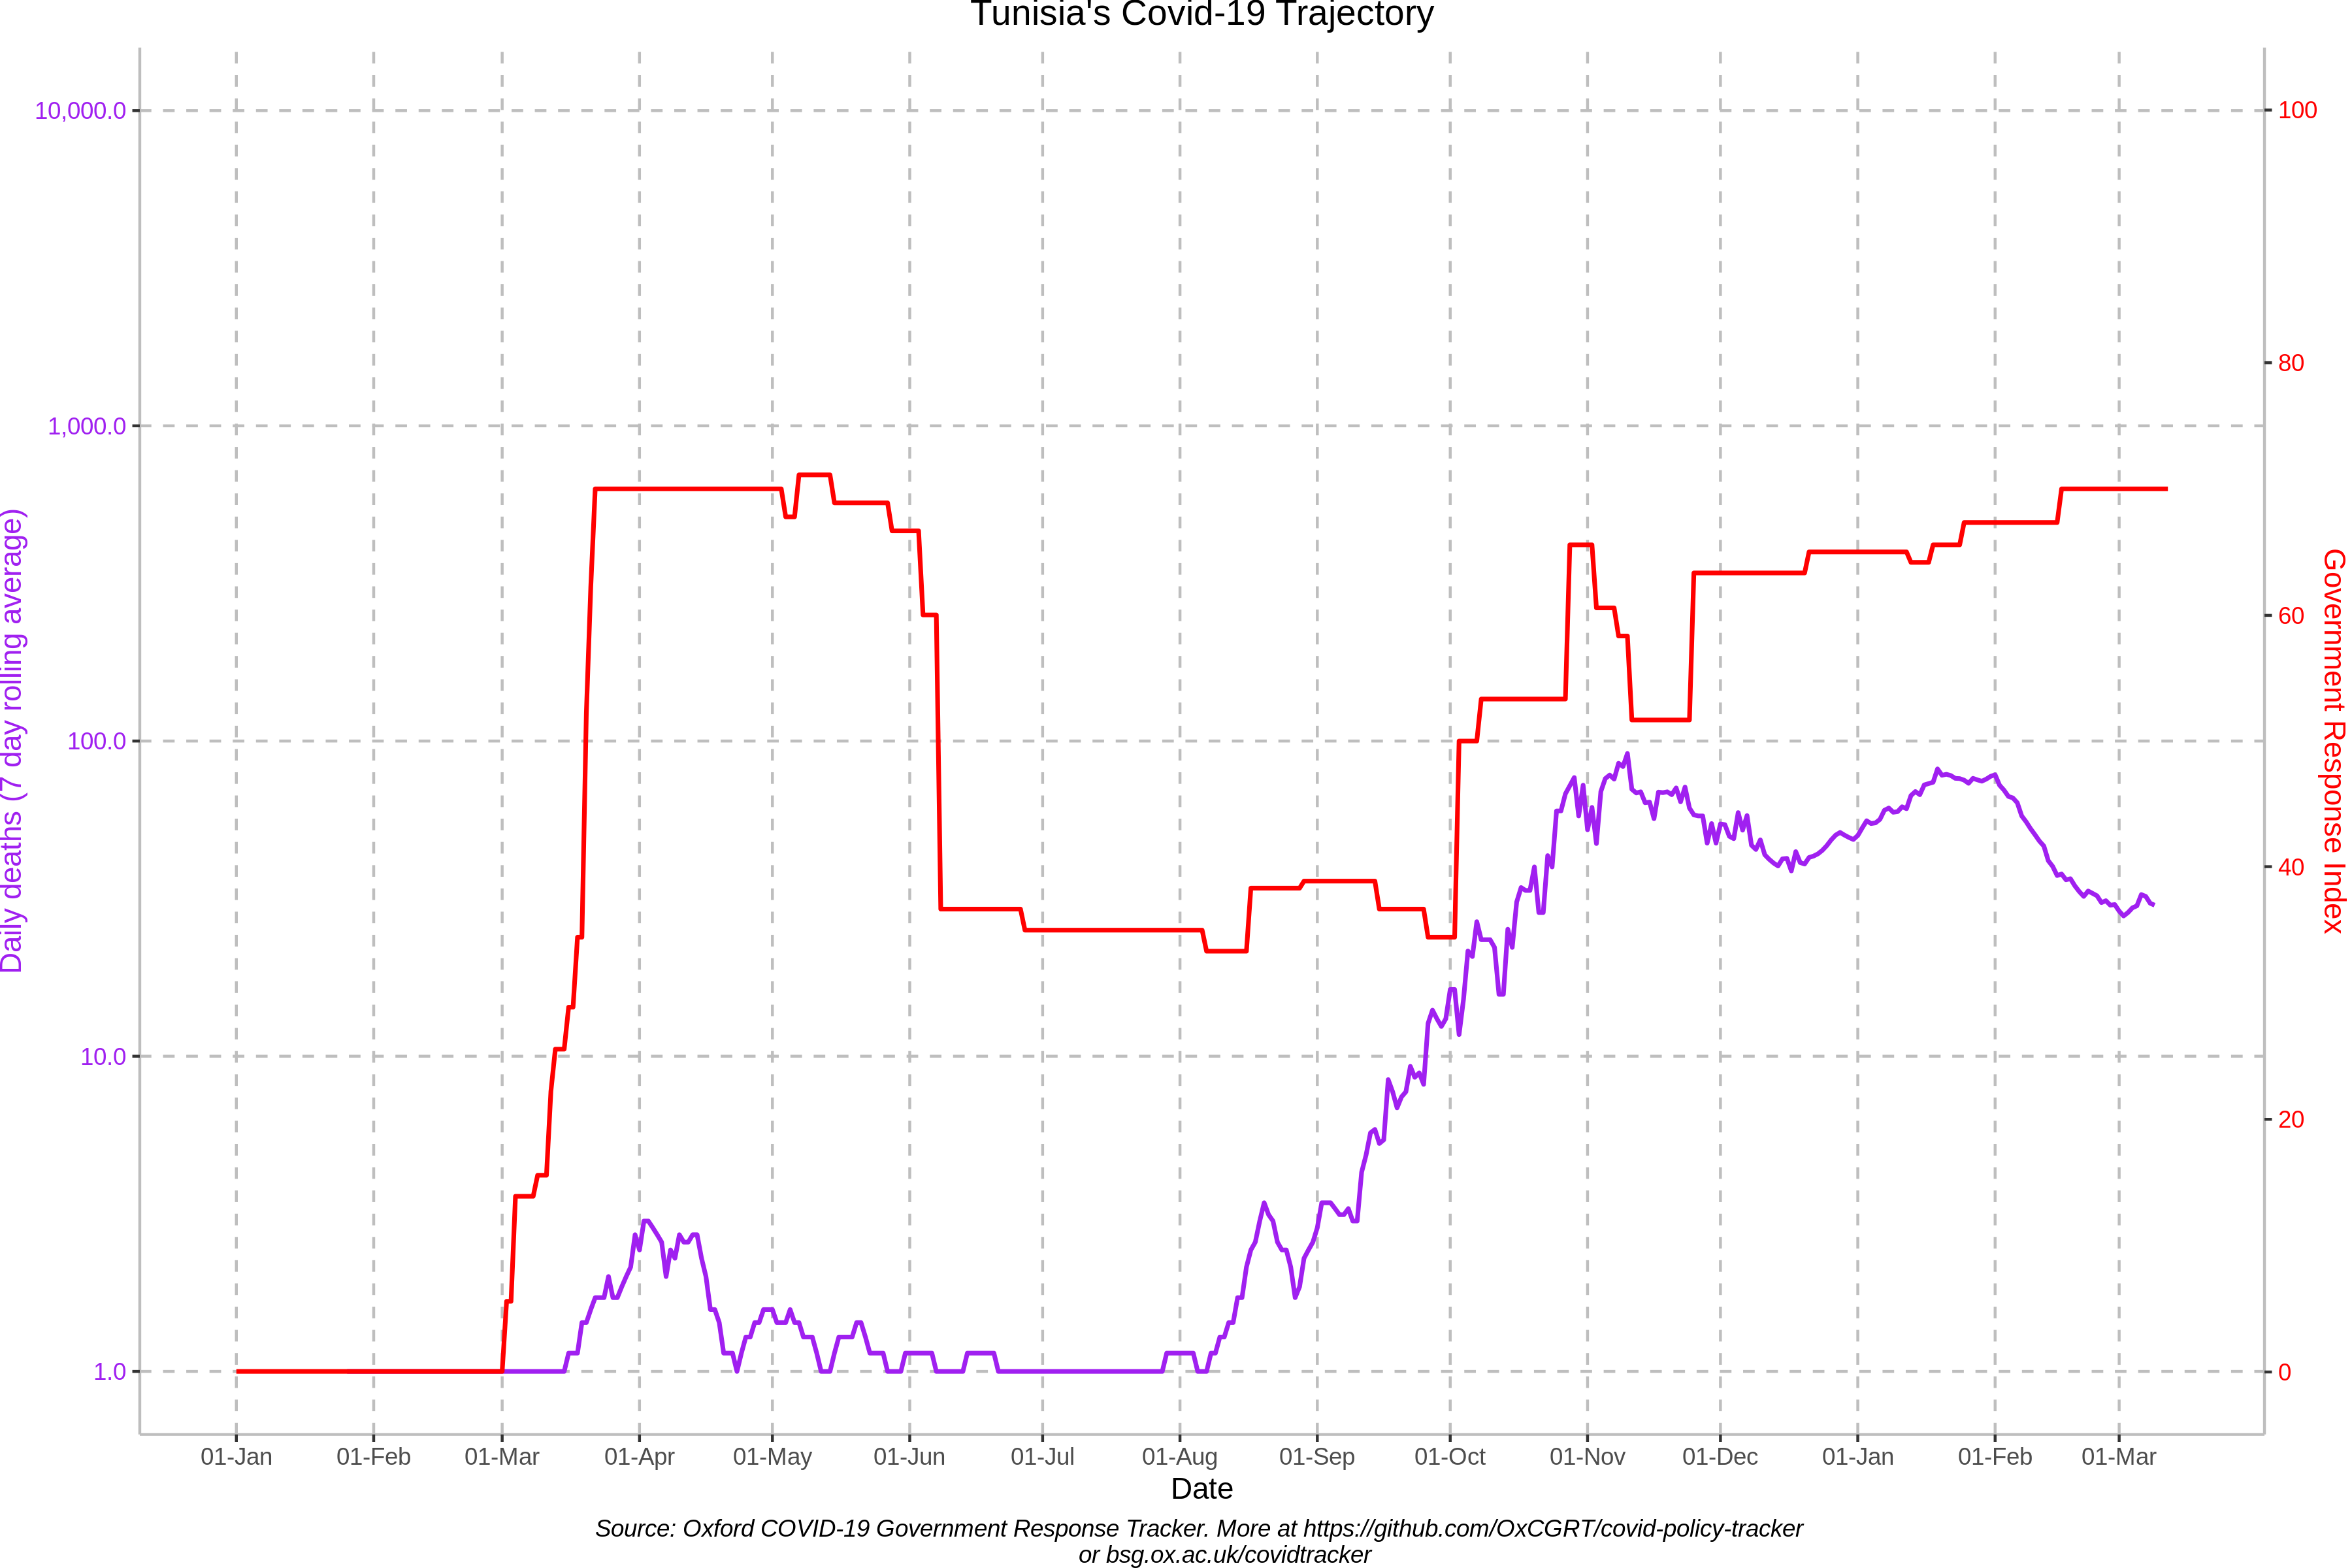 Tunisia's Covid-19 Trajectory
10,000.0
1,000.0
100.0
10.0
1.0
Daily deaths (7 day rolling average)
100
80
60
40
20
0
Government Response Index
01-Jan 01-Feb 01-Mar 01-Apr 01-May 01-Jun 01-Jul 01-Aug 01-Sep 01-Oct 01-Nov 01-Dec 01-Jan 01-Feb 01-Mar
Date
Source: Oxford COVID-19 Government Response Tracker. More at https://github.com/OxCGRT/covid-policy-tracker
or bsg.ox.ac.uk/covidtracker